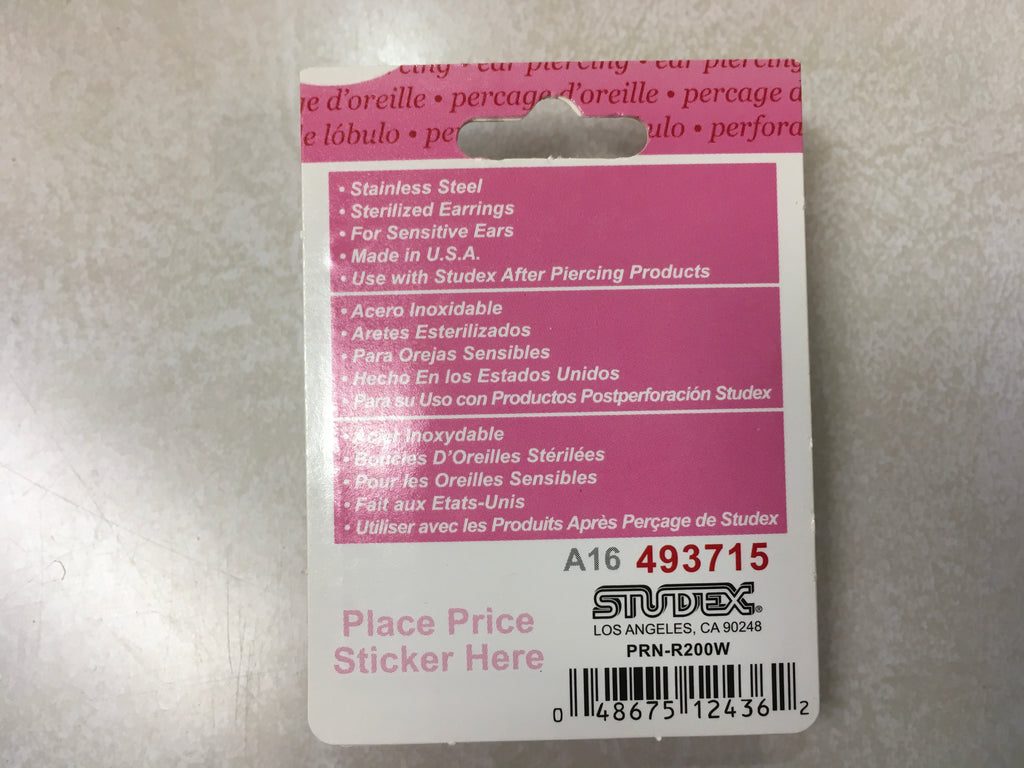 ear piercing • ear piercing
d'oreille • perçage d'oreille • perçage
lóbulo •
• Stainless Steel
• Sterilized Earrings
• For Sensitive Ears
• Made in U.S.A.
• Use with Studex After Piercing Products
• Acero Inoxidable
• Aretes Esterilizados
• Para Orejas Sensibles
• Hecho En los Estados Unidos
• Para su Uso con Productos Postperforación Studex
• Acier Inoxydable
• Boucles D'Oreilles Stérilées
• Pour les Oreilles Sensibles
• Fait aux Etats-Unis
• Utiliser avec les Produits Après Perçage de Studex
A16 493715
STUDEX®
LOS ANGELES, CA 90248
PRN-R200W
Place Price
Sticker Here
0 48675 12436 2